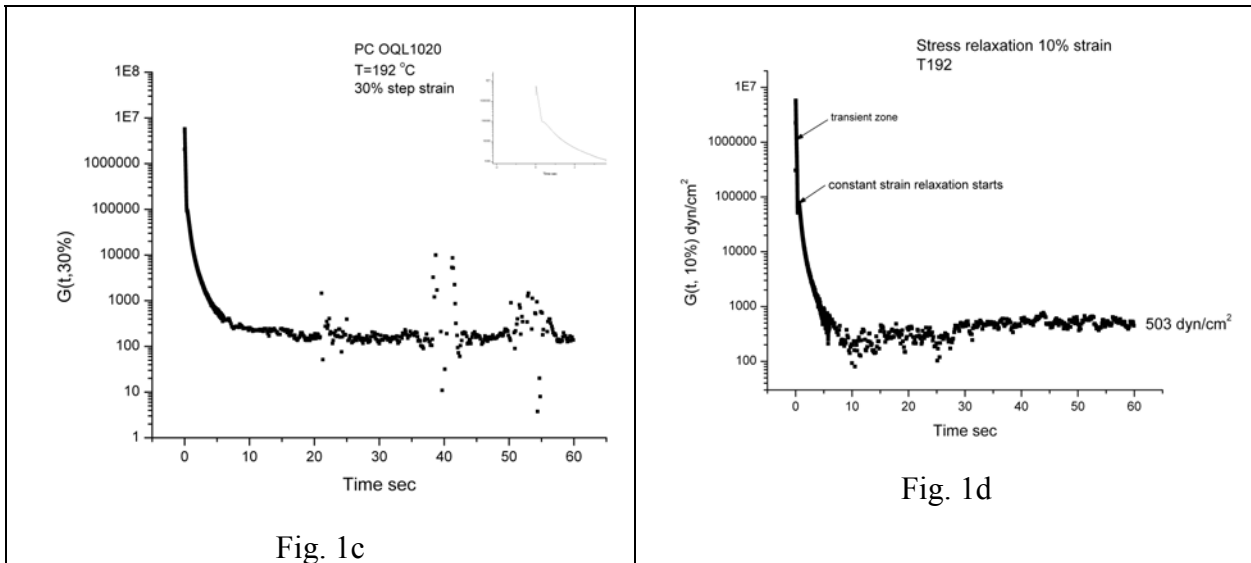 PC OQL1020
T=192 °C
30% step strain
1E8
1E7
1000000
100000
10000
1000
100
10
1
G(t,30%)
0 10 20 30 40 50 60
Time sec
Time sec
Fig. 1c
Stress relaxation 10% strain
T192
1E7
1000000
100000
10000
1000
100
G(t, 10%) dyn/cm²
transient zone
constant strain relaxation starts
503 dyn/cm²
0 10 20 30 40 50 60
Time sec
Fig. 1d